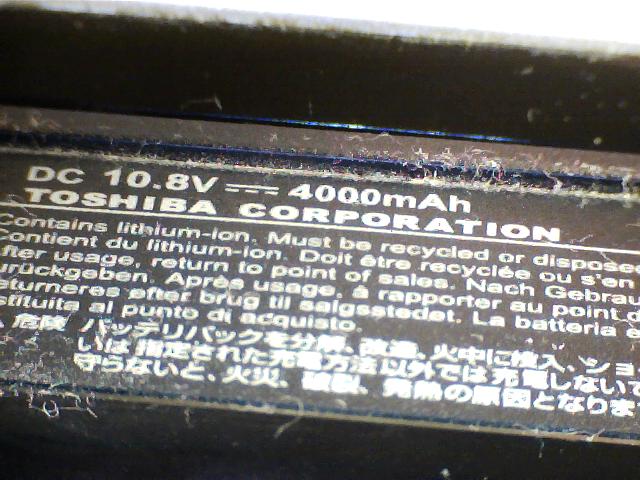 DC 10.8V ⎓ 4000mAh
TOSHIBA CORPORATION
Contains lithium-ion. Must be recycled or dispose
Contient du lithium-ion. Doit être recyclée ou s'en
fter usage, return to point of sales. Nach Gebrau
urückgeben. Après usage, à rapporter au point d
eturneres efter brug til salgsstedet. La batteria e
stituita al punto di acquisto.
危険 バッテリパックを分解、改造、火中に投入、ショ
いは指定された充電方法以外では充電しないで
守らないと、火災、破裂、発熱の原因となりま